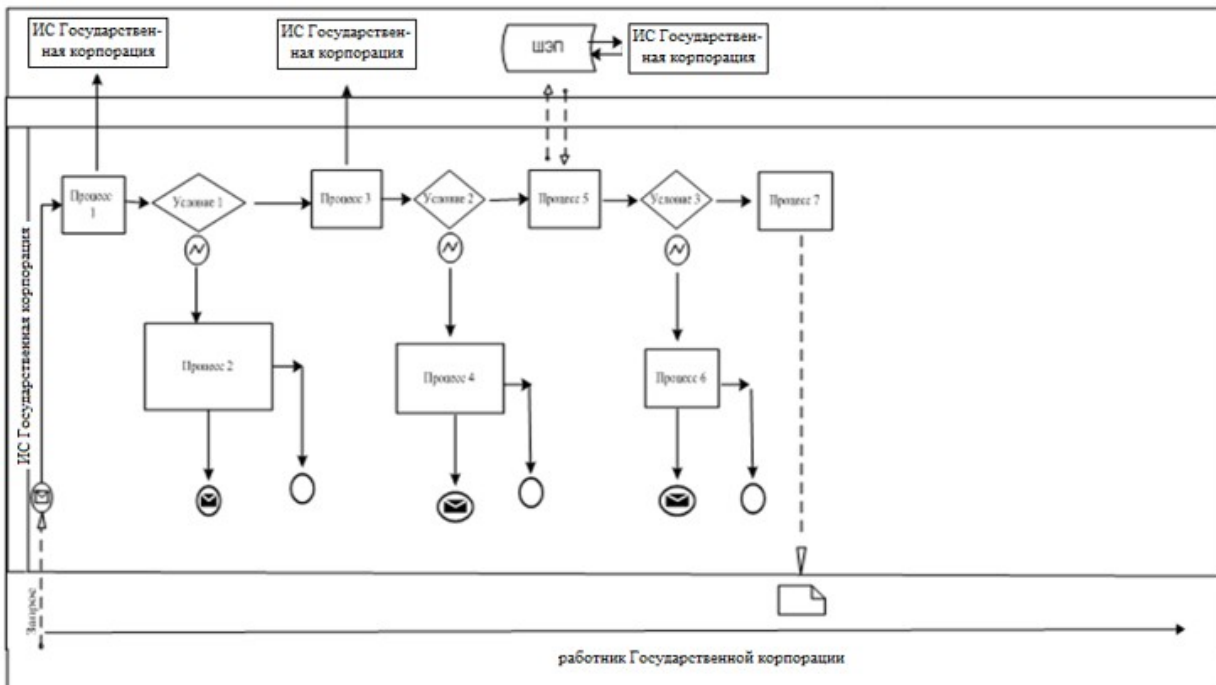 ИС Государствен-
ная корпорация
ИС Государствен-
ная корпорация
ШЭП
ИС Государствен-
ная корпорация
Процесс
1
Условие 1
Процесс 3
Условие 2
Процесс 5
Условие 3
Процесс 7
ИС Государственная корпорация
Процесс 2
Процесс 4
Процесс 6
Запрос
работник Государственной корпорации